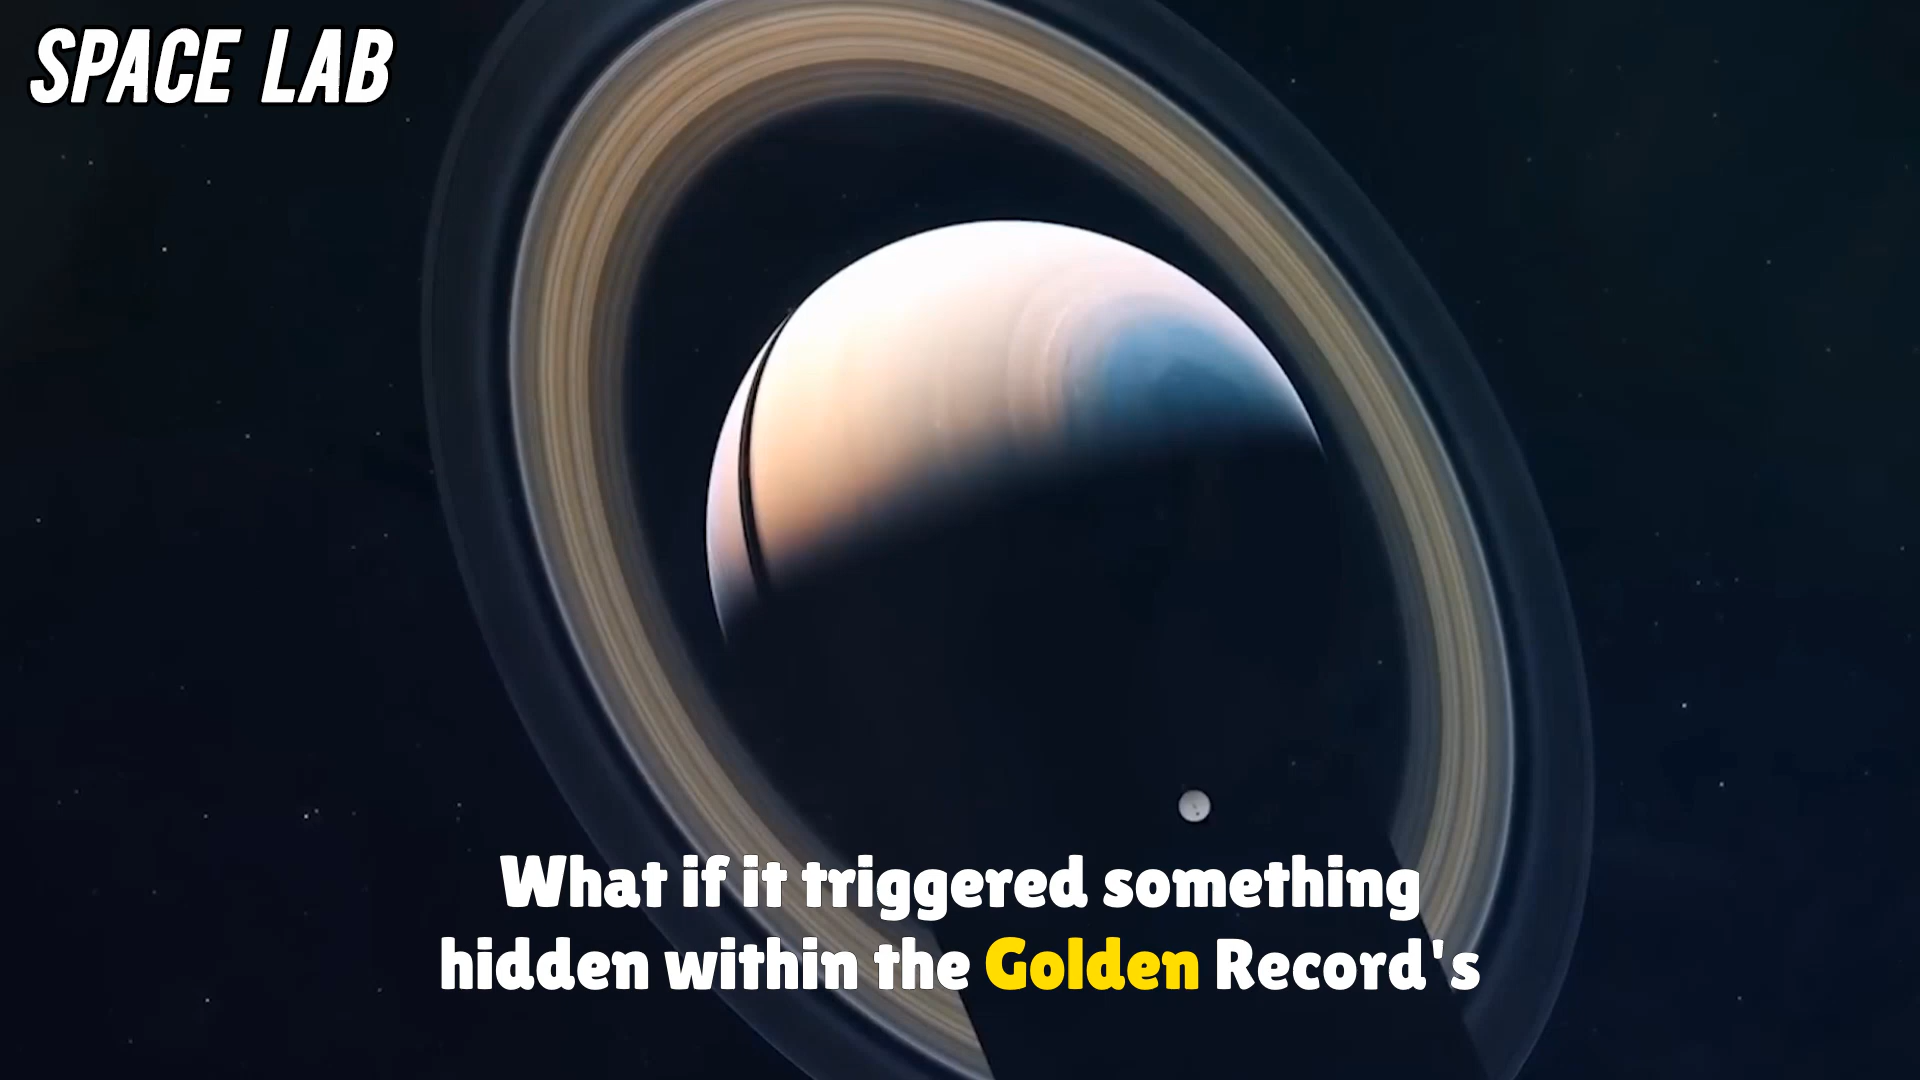 SPACE LAB
What if it triggered something
hidden within the Golden Record's